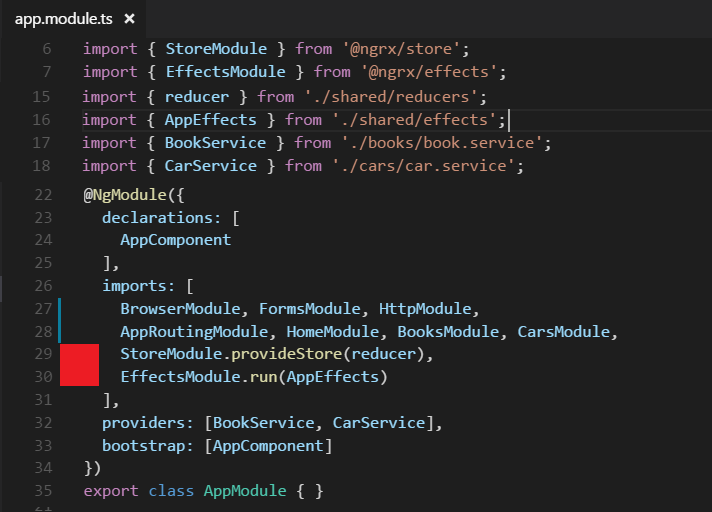 app.module.ts ×
6 import { StoreModule } from '@ngrx/store';
7 import { EffectsModule } from '@ngrx/effects';
15 import { reducer } from './shared/reducers';
16 import { AppEffects } from './shared/effects';
17 import { BookService } from './books/book.service';
18 import { CarService } from './cars/car.service';
22 @NgModule({
23 declarations: [
24 AppComponent
25 ],
26 imports: [
27 BrowserModule, FormsModule, HttpModule,
28 AppRoutingModule, HomeModule, BooksModule, CarsModule,
29 StoreModule.provideStore(reducer),
30 EffectsModule.run(AppEffects)
31 ],
32 providers: [BookService, CarService],
33 bootstrap: [AppComponent]
34 })
35 export class AppModule { }